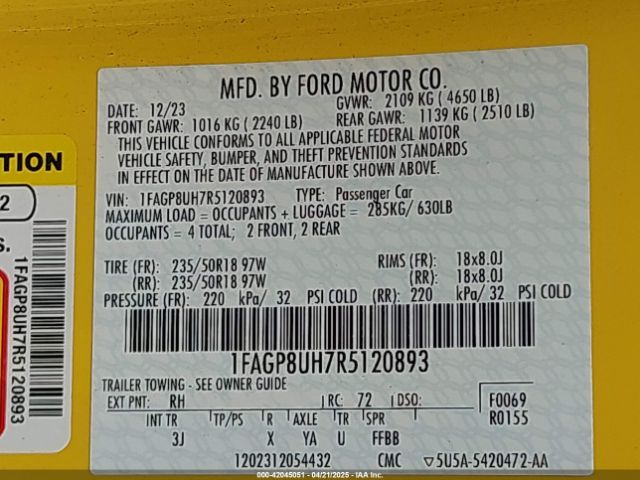 MFD. BY FORD MOTOR CO.
DATE: 12/23
GVWR: 2109 KG ( 4650 LB)
FRONT GAWR: 1016 KG ( 2240 LB)
REAR GAWR: 1139 KG ( 2510 LB)
THIS VEHICLE CONFORMS TO ALL APPLICABLE FEDERAL MOTOR
VEHICLE SAFETY, BUMPER, AND THEFT PREVENTION STANDARDS
IN EFFECT ON THE DATE OF MANUFACTURE SHOWN ABOVE.
VIN: 1FAGP8UH7R5120893 TYPE: Passenger Car
MAXIMUM LOAD = OCCUPANTS + LUGGAGE = 285KG/ 630LB
OCCUPANTS = 4 TOTAL; 2 FRONT, 2 REAR
TIRE (FR): 235/50R18 97W RIMS (FR): 18x8.0J
(RR): 235/50R18 97W (RR): 18x8.0J
PRESSURE (FR): 220 kPa/ 32 PSI COLD (RR): 220 kPa/ 32 PSI COLD
1FAGP8UH7R5120893
TRAILER TOWING - SEE OWNER GUIDE
EXT PNT: RH RC: 72 DSO: F0069
R0155
INT TR TP/PS R AXLE TR SPR
3J X YA U FFBB
1202312054432 CMC ▽5U5A-5420472-AA
TION
2
S.
1FAGP8UH7R5120893
000-42045051 - 04/21/2025 - IAA, Inc.